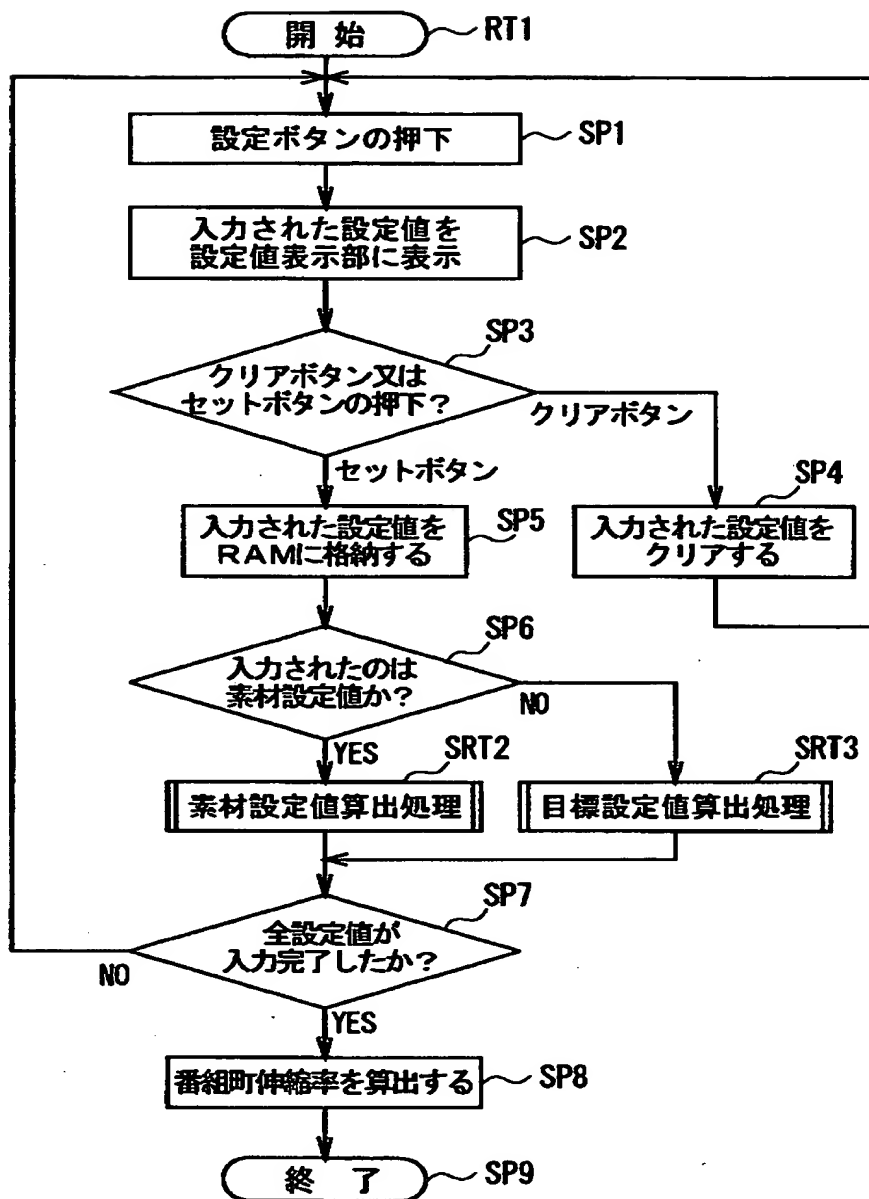 開始
RT1
設定ボタンの押下
SP1
入力された設定値を
設定値表示部に表示
SP2
SP3
クリアボタン又は
セットボタンの押下?
クリアボタン
セットボタン
SP4
入力された設定値を
RAMに格納する
SP5
入力された設定値を
クリアする
SP6
入力されたのは
素材設定値か?
NO
YES
SRT2
SRT3
素材設定値算出処理
目標設定値算出処理
SP7
全設定値が
入力完了したか?
NO
YES
番組町伸縮率を算出する
SP8
終了
SP9